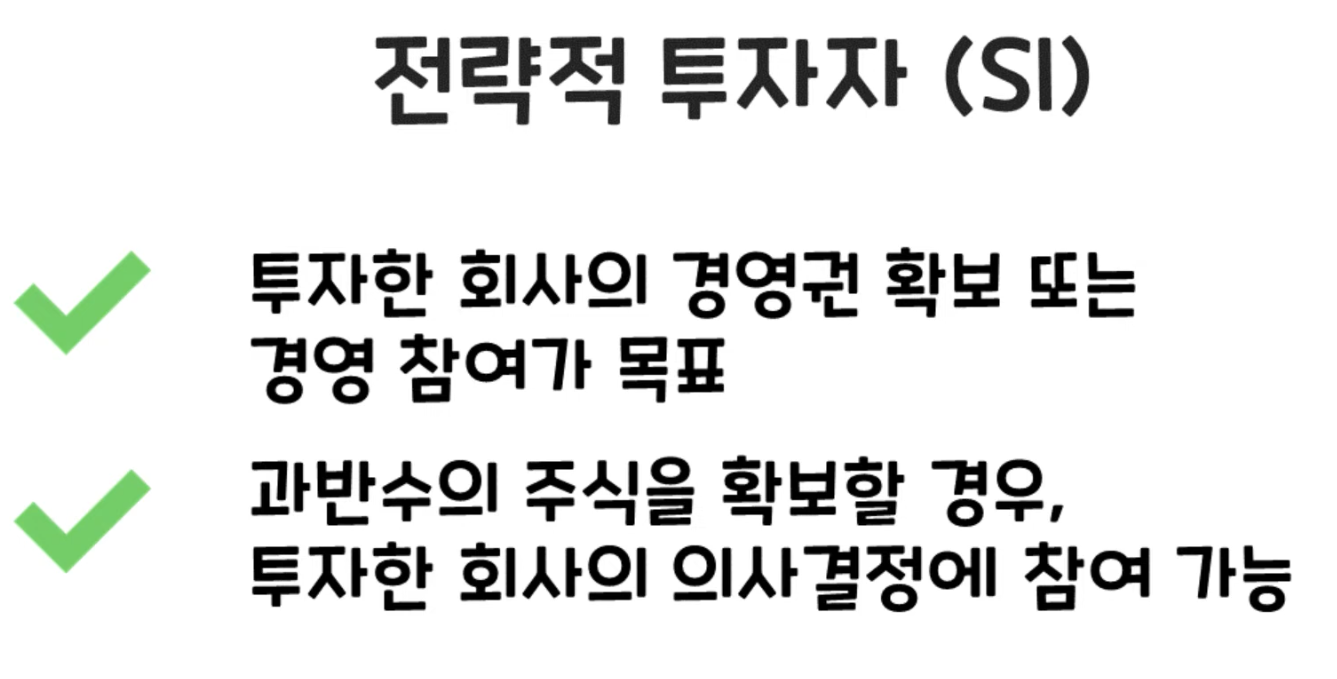 전략적 투자자 (SI)
투자한 회사의 경영권 확보 또는
경영 참여가 목표
과반수의 주식을 확보할 경우,
투자한 회사의 의사결정에 참여 가능